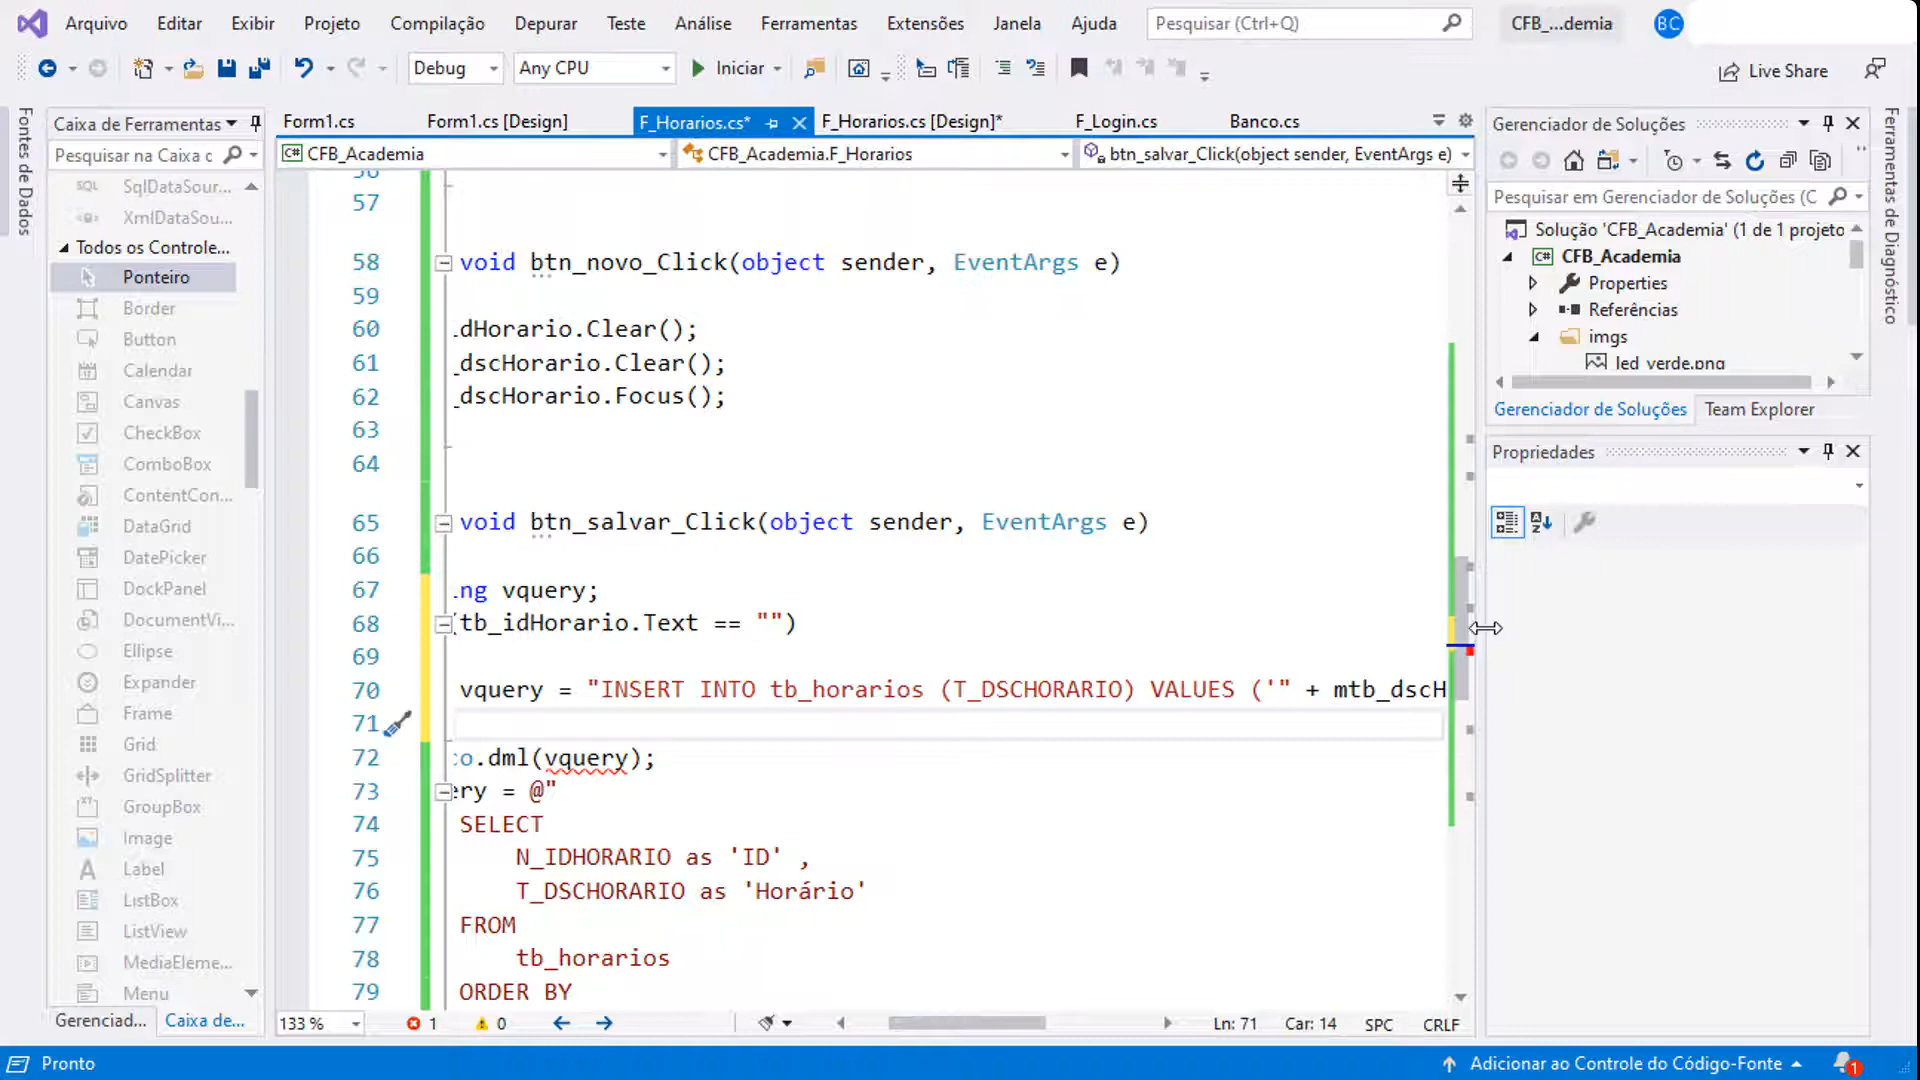 Arquivo Editar Exibir Projeto Compilação Depurar Teste Análise Ferramentas Extensões Janela Ajuda Pesquisar (Ctrl+Q) CFB_...demia BC
Debug Any CPU Iniciar Live Share
Fontes de Dados
Caixa de Ferramentas
Pesquisar na Caixa c
SQL SqlDataSour...
XmlDataSou...
Todos os Controle...
Ponteiro
Border
Button
Calendar
Canvas
CheckBox
ComboBox
ContentCon...
DataGrid
DatePicker
DockPanel
DocumentVi...
Ellipse
Expander
Frame
Grid
GridSplitter
GroupBox
Image
Label
ListBox
ListView
MediaEleme...
Menu
Gerenciad... Caixa de...
Form1.cs Form1.cs [Design] F_Horarios.cs* F_Horarios.cs [Design]* F_Login.cs Banco.cs
C# CFB_Academia CFB_Academia.F_Horarios btn_salvar_Click(object sender, EventArgs e)
56
57
58 void btn_novo_Click(object sender, EventArgs e)
59
60 dHorario.Clear();
61 _dscHorario.Clear();
62 _dscHorario.Focus();
63
64
65 void btn_salvar_Click(object sender, EventArgs e)
66
67 ng vquery;
68 (tb_idHorario.Text == "")
69
70 vquery = "INSERT INTO tb_horarios (T_DSCHORARIO) VALUES ('" + mtb_dscH
71
72 co.dml(vquery);
73 ery = @"
74 SELECT
75 N_IDHORARIO as 'ID' ,
76 T_DSCHORARIO as 'Horário'
77 FROM
78 tb_horarios
79 ORDER BY
133 % 1 0 Ln: 71 Car: 14 SPC CRLF
Gerenciador de Soluções
Pesquisar em Gerenciador de Soluções (C
Solução 'CFB_Academia' (1 de 1 projeto
C# CFB_Academia
Properties
Referências
imgs
led_verde.png
Gerenciador de Soluções Team Explorer
Propriedades
Ferramentas de Diagnóstico
Pronto Adicionar ao Controle do Código-Fonte 1